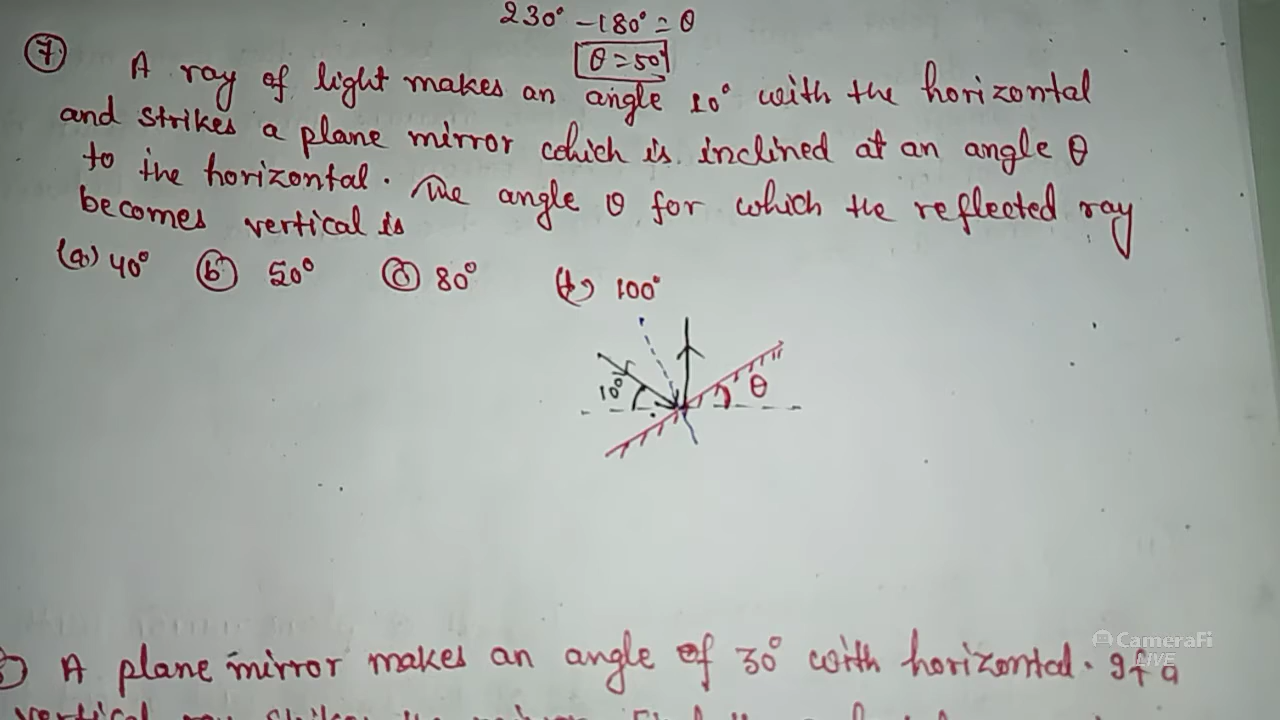 230° - 180° = θ
θ = 50°
7. A ray of light makes an angle 10° with the horizontal
and strikes a plane mirror which is inclined at an angle θ
to the horizontal. The angle θ for which the reflected ray
becomes vertical is
(a) 40° (b) 50° (c) 80° (d) 100°
10° θ
A plane mirror makes an angle of 30° with horizontal. If a
CameraFi
LIVE
vertical